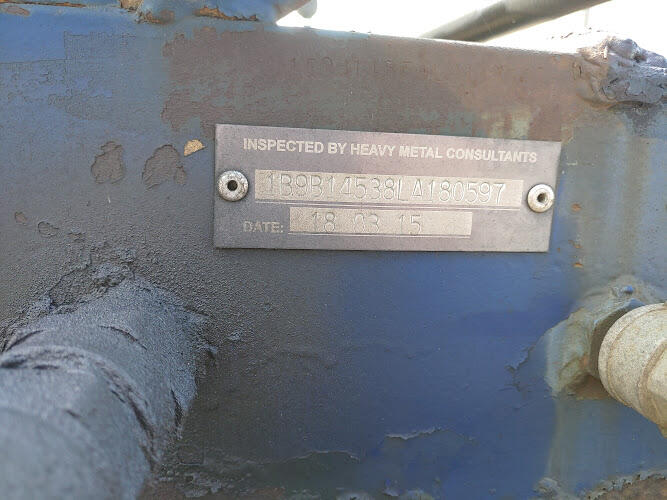 INSPECTED BY HEAVY METAL CONSULTANTS
1B9B14538LA180597
DATE: 18 03 15